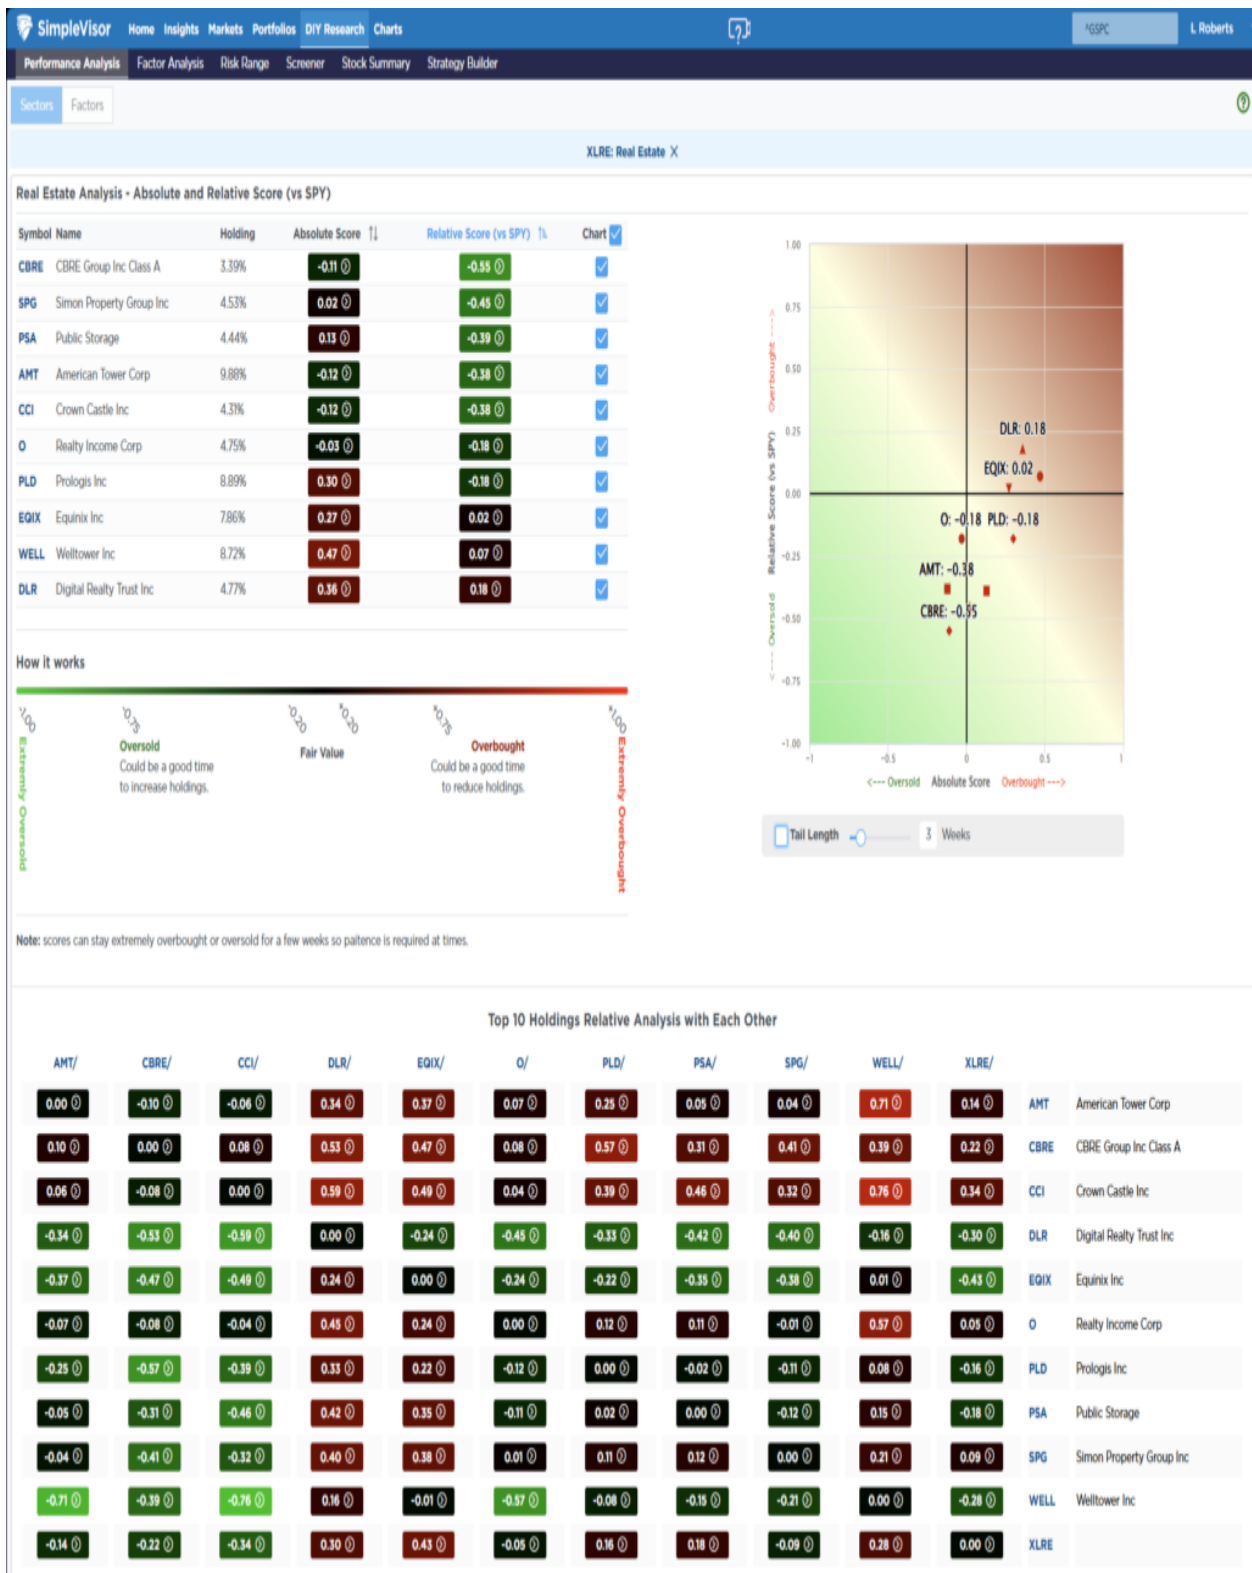 SimpleVisor Home Insights Markets Portfolios DIY Research Charts ^GSPC L Roberts
Performance Analysis Factor Analysis Risk Range Screener Stock Summary Strategy Builder
Sectors Factors
XLRE: Real Estate X
Real Estate Analysis - Absolute and Relative Score (vs SPY)
Symbol Name Holding Absolute Score Relative Score (vs SPY) Chart
CBRE CBRE Group Inc Class A 3.39% -0.11 -0.55
SPG Simon Property Group Inc 4.53% 0.02 -0.45
PSA Public Storage 4.44% 0.13 -0.39
AMT American Tower Corp 9.88% -0.12 -0.38
CCI Crown Castle Inc 4.31% -0.12 -0.38
O Realty Income Corp 4.75% -0.03 -0.18
PLD Prologis Inc 8.89% 0.30 -0.18
EQIX Equinix Inc 7.86% 0.27 0.02
WELL Welltower Inc 8.72% 0.47 0.07
DLR Digital Realty Trust Inc 4.77% 0.36 0.18
How it works
-1.00 -0.75 -0.20 +0.20 +0.75 +1.00
Extremly Oversold
Oversold
Could be a good time
to increase holdings.
Fair Value
Overbought
Could be a good time
to reduce holdings.
Extremly Overbought
Note: scores can stay extremely overbought or oversold for a few weeks so paitence is required at times.
<--- Oversold Relative Score (vs SPY) Overbought --->
1.00
0.75
0.50
0.25
0.00
-0.25
-0.50
-0.75
-1.00
DLR: 0.18
EQIX: 0.02
O: -0.18 PLD: -0.18
AMT: -0.38
CBRE: -0.55
-1 -0.5 0 0.5 1
<--- Oversold Absolute Score Overbought --->
Tail Length 3 Weeks
Top 10 Holdings Relative Analysis with Each Other
AMT/ CBRE/ CCI/ DLR/ EQIX/ O/ PLD/ PSA/ SPG/ WELL/ XLRE/
0.00 -0.10 -0.06 0.34 0.37 0.07 0.25 0.05 0.04 0.71 0.14 AMT American Tower Corp
0.10 0.00 0.08 0.53 0.47 0.08 0.57 0.31 0.41 0.39 0.22 CBRE CBRE Group Inc Class A
0.06 -0.08 0.00 0.59 0.49 0.04 0.39 0.46 0.32 0.76 0.34 CCI Crown Castle Inc
-0.34 -0.53 -0.59 0.00 -0.24 -0.45 -0.33 -0.42 -0.40 -0.16 -0.30 DLR Digital Realty Trust Inc
-0.37 -0.47 -0.49 0.24 0.00 -0.24 -0.22 -0.35 -0.38 0.01 -0.43 EQIX Equinix Inc
-0.07 -0.08 -0.04 0.45 0.24 0.00 0.12 0.11 -0.01 0.57 0.05 O Realty Income Corp
-0.25 -0.57 -0.39 0.33 0.22 -0.12 0.00 -0.02 -0.11 0.08 -0.16 PLD Prologis Inc
-0.05 -0.31 -0.46 0.42 0.35 -0.11 0.02 0.00 -0.12 0.15 -0.18 PSA Public Storage
-0.04 -0.41 -0.32 0.40 0.38 0.01 0.11 0.12 0.00 0.21 0.09 SPG Simon Property Group Inc
-0.71 -0.39 -0.76 0.16 -0.01 -0.57 -0.08 -0.15 -0.21 0.00 -0.28 WELL Welltower Inc
-0.14 -0.22 -0.34 0.30 0.43 -0.05 0.16 0.18 -0.09 0.28 0.00 XLRE